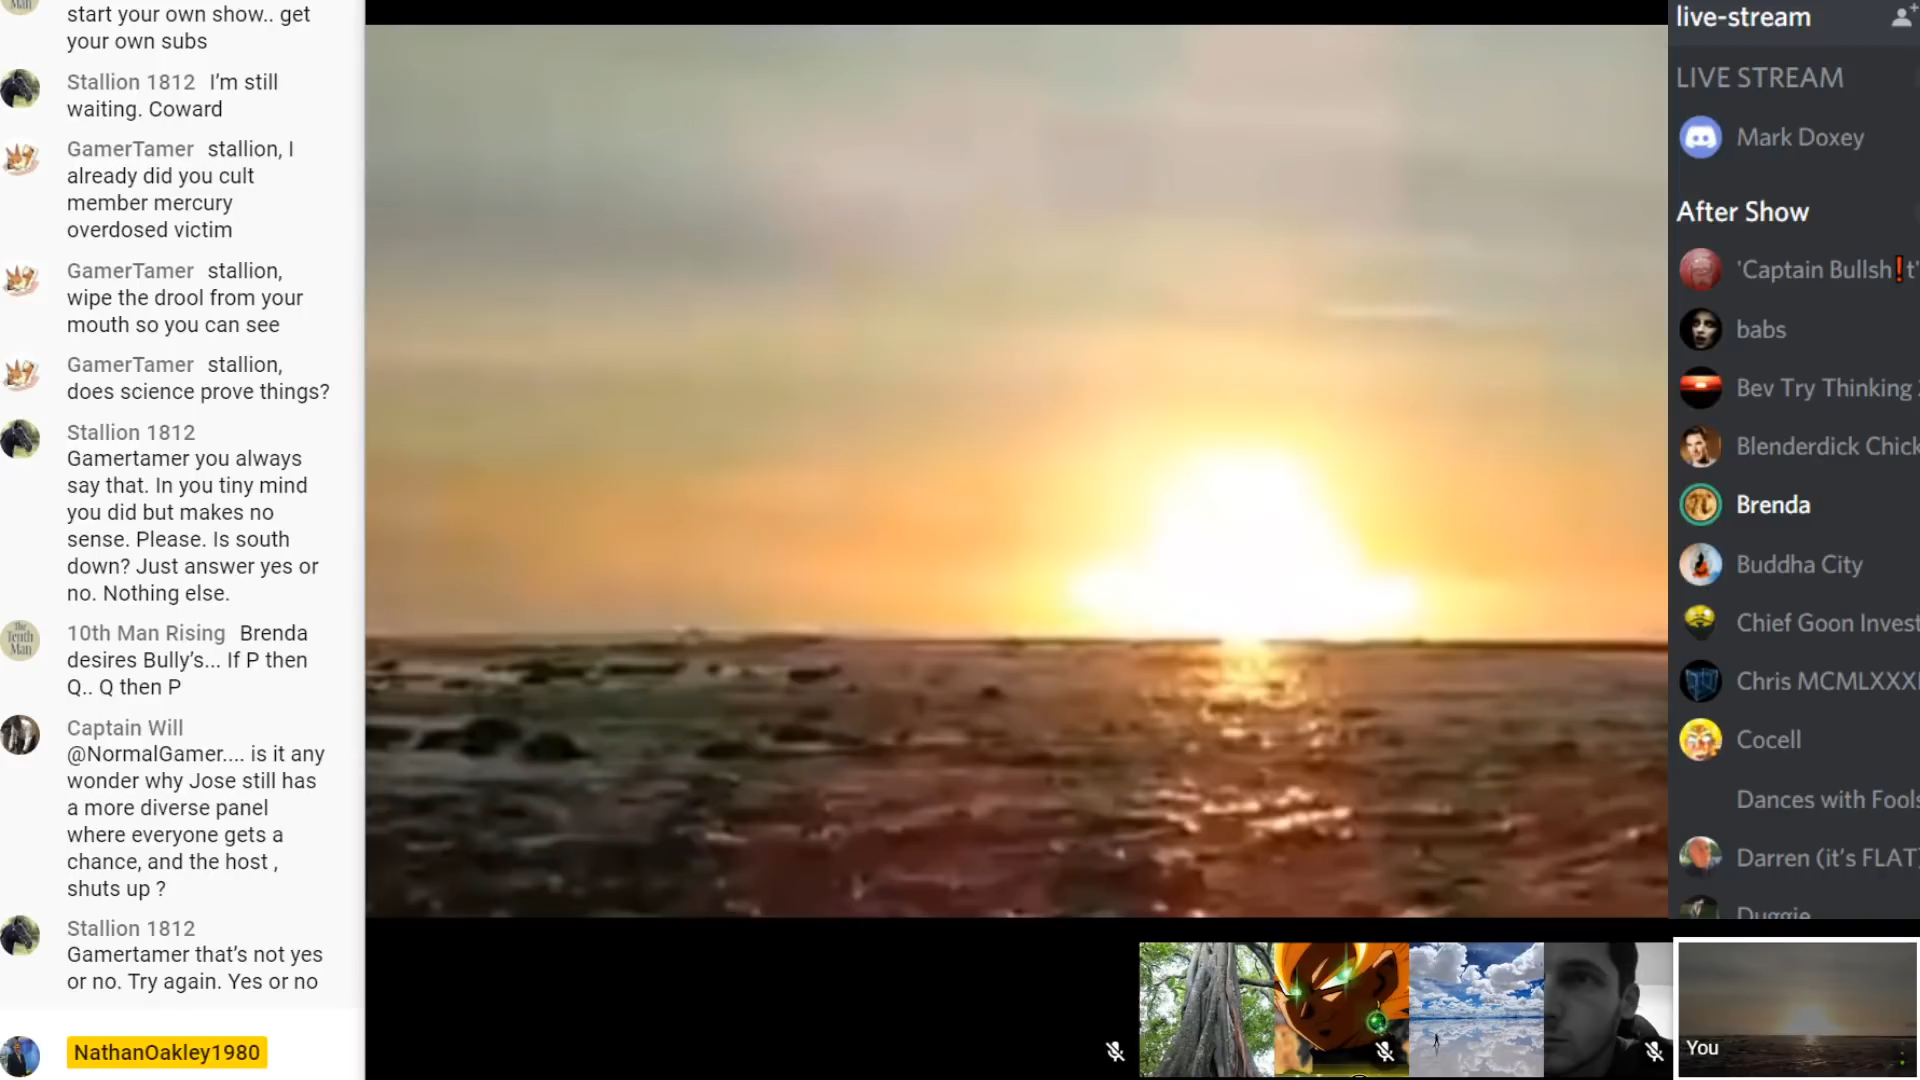 start your own show.. get
your own subs
Stallion 1812 I'm still
waiting. Coward
GamerTamer stallion, I
already did you cult
member mercury
overdosed victim
GamerTamer stallion,
wipe the drool from your
mouth so you can see
GamerTamer stallion,
does science prove things?
Stallion 1812
Gamertamer you always
say that. In you tiny mind
you did but makes no
sense. Please. Is south
down? Just answer yes or
no. Nothing else.
The Tenth Man
10th Man Rising Brenda
desires Bully's... If P then
Q.. Q then P
Captain Will
@NormalGamer.... is it any
wonder why Jose still has
a more diverse panel
where everyone gets a
chance, and the host ,
shuts up ?
Stallion 1812
Gamertamer that's not yes
or no. Try again. Yes or no
NathanOakley1980
live-stream
LIVE STREAM
Mark Doxey
After Show
'Captain Bullsh❗t'
babs
Bev Try Thinking
Blenderdick Chick
Brenda
Buddha City
Chief Goon Invest
Chris MCMLXXX
Cocell
Dances with Fools
Darren (it's FLAT)
Duggie
You